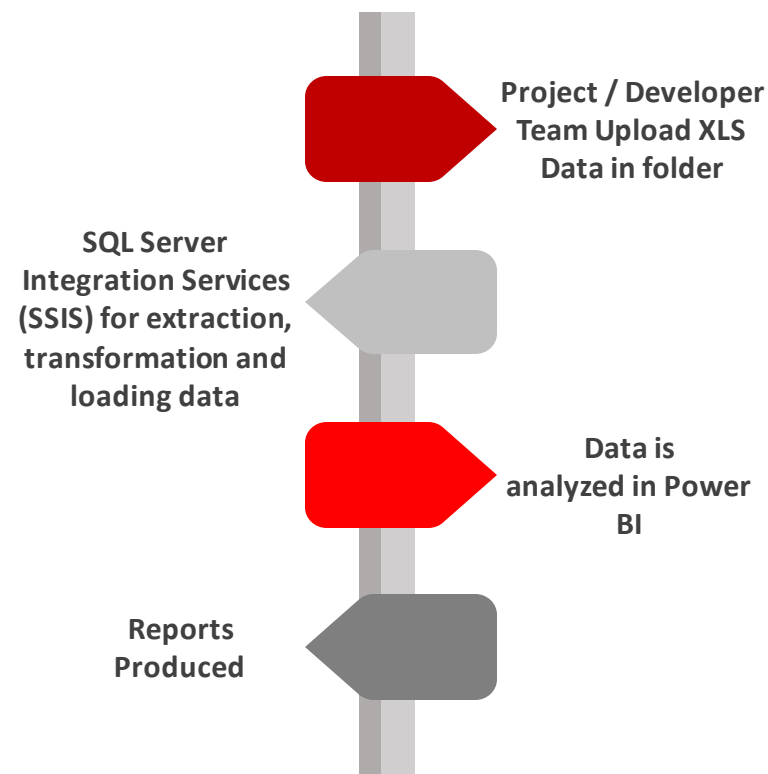 Project / Developer
Team Upload XLS
Data in folder
SQL Server
Integration Services
(SSIS) for extraction,
transformation and
loading data
Data is
analyzed in Power
BI
Reports
Produced